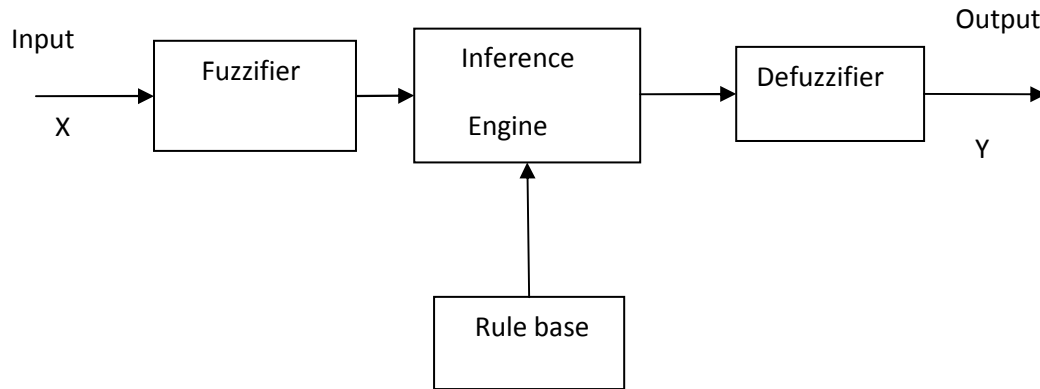 Input
X
Fuzzifier
Inference
Engine
Defuzzifier
Output
Y
Rule base